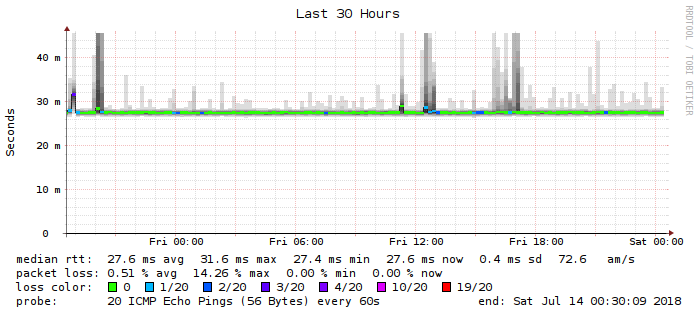 Last 30 Hours
RRDTOOL / TOBI OETIKER
Seconds
40 m
30 m
20 m
10 m
0
Fri 00:00 Fri 06:00 Fri 12:00 Fri 18:00 Sat 00:00
median rtt: 27.6 ms avg 31.6 ms max 27.4 ms min 27.6 ms now 0.4 ms sd 72.6 am/s
packet loss: 0.51 % avg 14.26 % max 0.00 % min 0.00 % now
loss color: 0 1/20 2/20 3/20 4/20 10/20 19/20
probe: 20 ICMP Echo Pings (56 Bytes) every 60s end: Sat Jul 14 00:30:09 2018